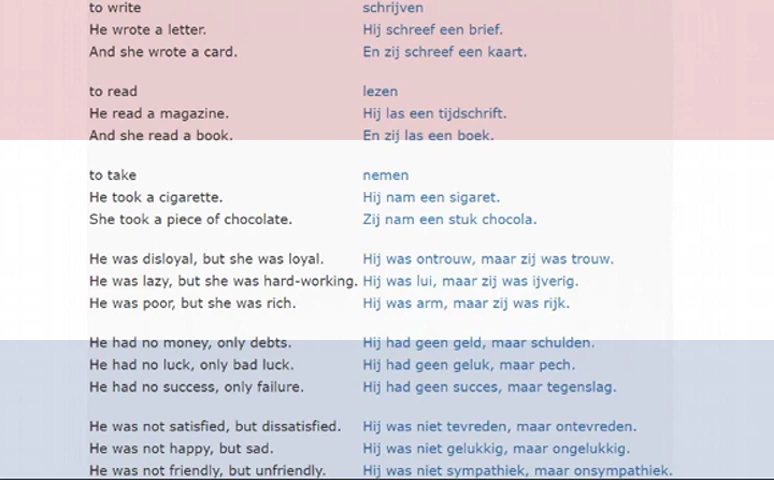 to write schrijven
He wrote a letter. Hij schreef een brief.
And she wrote a card. En zij schreef een kaart.
to read lezen
He read a magazine. Hij las een tijdschrift.
And she read a book. En zij las een boek.
to take nemen
He took a cigarette. Hij nam een sigaret.
She took a piece of chocolate. Zij nam een stuk chocola.
He was disloyal, but she was loyal. Hij was ontrouw, maar zij was trouw.
He was lazy, but she was hard-working. Hij was lui, maar zij was ijverig.
He was poor, but she was rich. Hij was arm, maar zij was rijk.
He had no money, only debts. Hij had geen geld, maar schulden.
He had no luck, only bad luck. Hij had geen geluk, maar pech.
He had no success, only failure. Hij had geen succes, maar tegenslag.
He was not satisfied, but dissatisfied. Hij was niet tevreden, maar ontevreden.
He was not happy, but sad. Hij was niet gelukkig, maar ongelukkig.
He was not friendly, but unfriendly. Hij was niet sympathiek, maar onsympathiek.